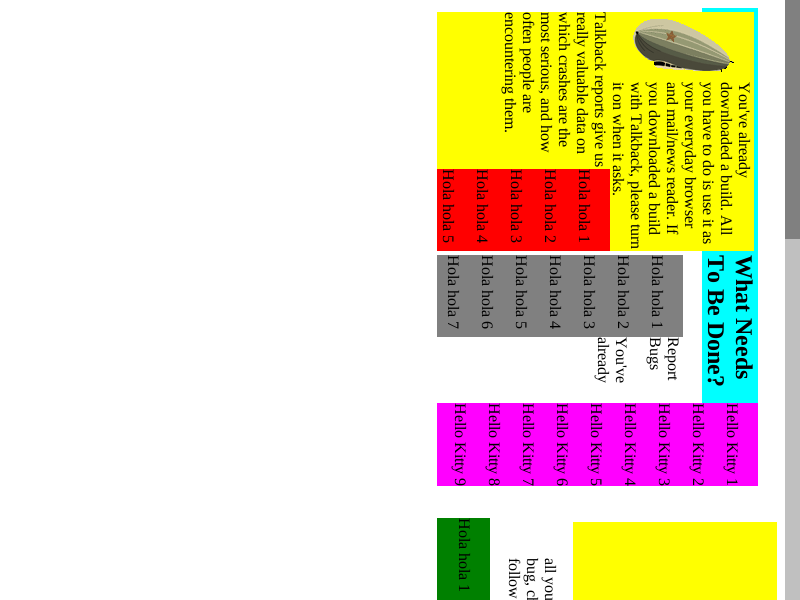 You've already
downloaded a build. All
you have to do is use it as
your everyday browser
and mail/news reader. If
you downloaded a build
with Talkback, please turn
it on when it asks.
Talkback reports give us
really valuable data on
which crashes are the
most serious, and how
often people are
encountering them.
Hola hola 1
Hola hola 2
Hola hola 3
Hola hola 4
Hola hola 5
What Needs
To Be Done?
Hola hola 1
Hola hola 2
Hola hola 3
Hola hola 4
Hola hola 5
Hola hola 6
Hola hola 7
Report
Bugs
You've
already
Hello Kitty 1
Hello Kitty 2
Hello Kitty 3
Hello Kitty 4
Hello Kitty 5
Hello Kitty 6
Hello Kitty 7
Hello Kitty 8
Hello Kitty 9
all you
bug, cl
follow
Hola hola 1